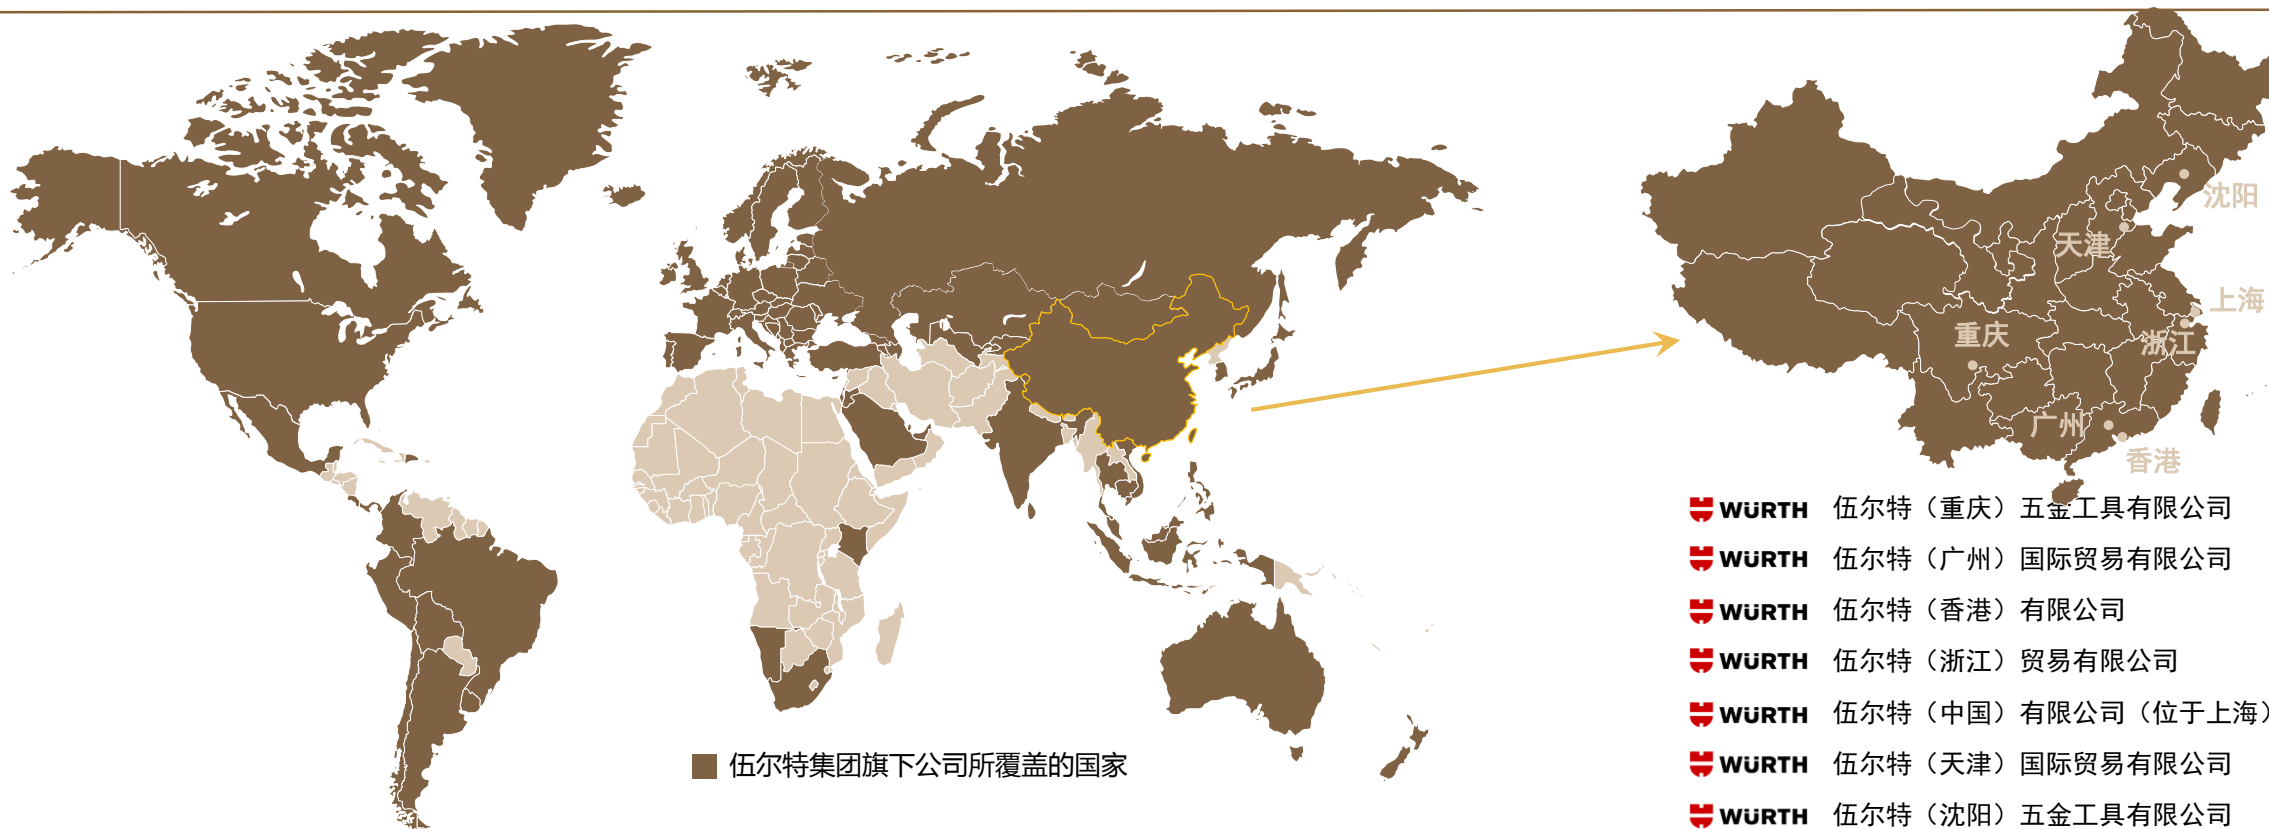 沈阳
天津
上海
重庆
浙江
广州
香港
WÜRTH 伍尔特（重庆）五金工具有限公司
WÜRTH 伍尔特（广州）国际贸易有限公司
WÜRTH 伍尔特（香港）有限公司
WÜRTH 伍尔特（浙江）贸易有限公司
WÜRTH 伍尔特（中国）有限公司（位于上海）
WÜRTH 伍尔特（天津）国际贸易有限公司
WÜRTH 伍尔特（沈阳）五金工具有限公司
伍尔特集团旗下公司所覆盖的国家